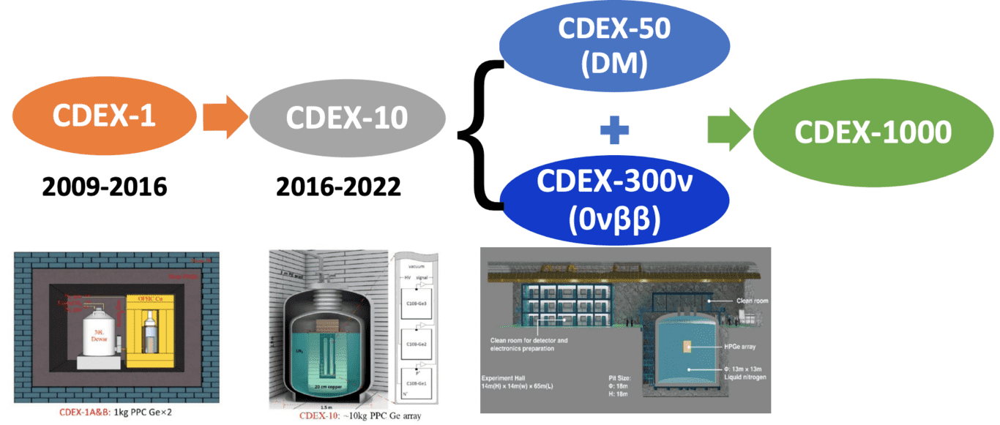 CDEX-1
2009-2016
CDEX-10
2016-2022
CDEX-50
(DM)
+
CDEX-300ν
(0νββ)
CDEX-1000
OFHC Cu
30L
Dewar
CDEX-1A&B: 1kg PPC Ge×2
1 m PE wall
LN₂
20 cm copper
1.5 m
vacuum
HV signal
C10B-Ge3
C10B-Ge2
P⁺
C10B-Ge1
N⁺
CDEX-10: ~10kg PPC Ge array
Clean room
Clean room for detector and
electronics preparation
HPGe array
Φ: 13m x 13m
Liquid nitrogen
Experiment Hall
14m(H) x 14m(w) x 65m(L)
Pit Size:
Φ: 18m
H: 18m